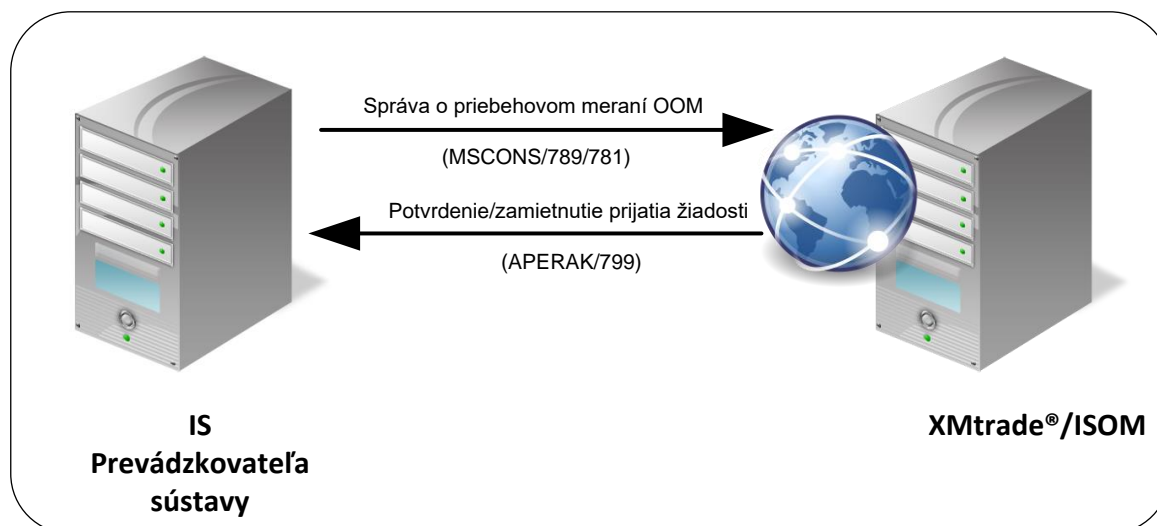 Správa o priebehovom meraní OOM
(MSCONS/789/781)
Potvrdenie/zamietnutie prijatia žiadosti
(APERAK/799)
IS
Prevádzkovateľa
sústavy
XMtrade®/ISOM